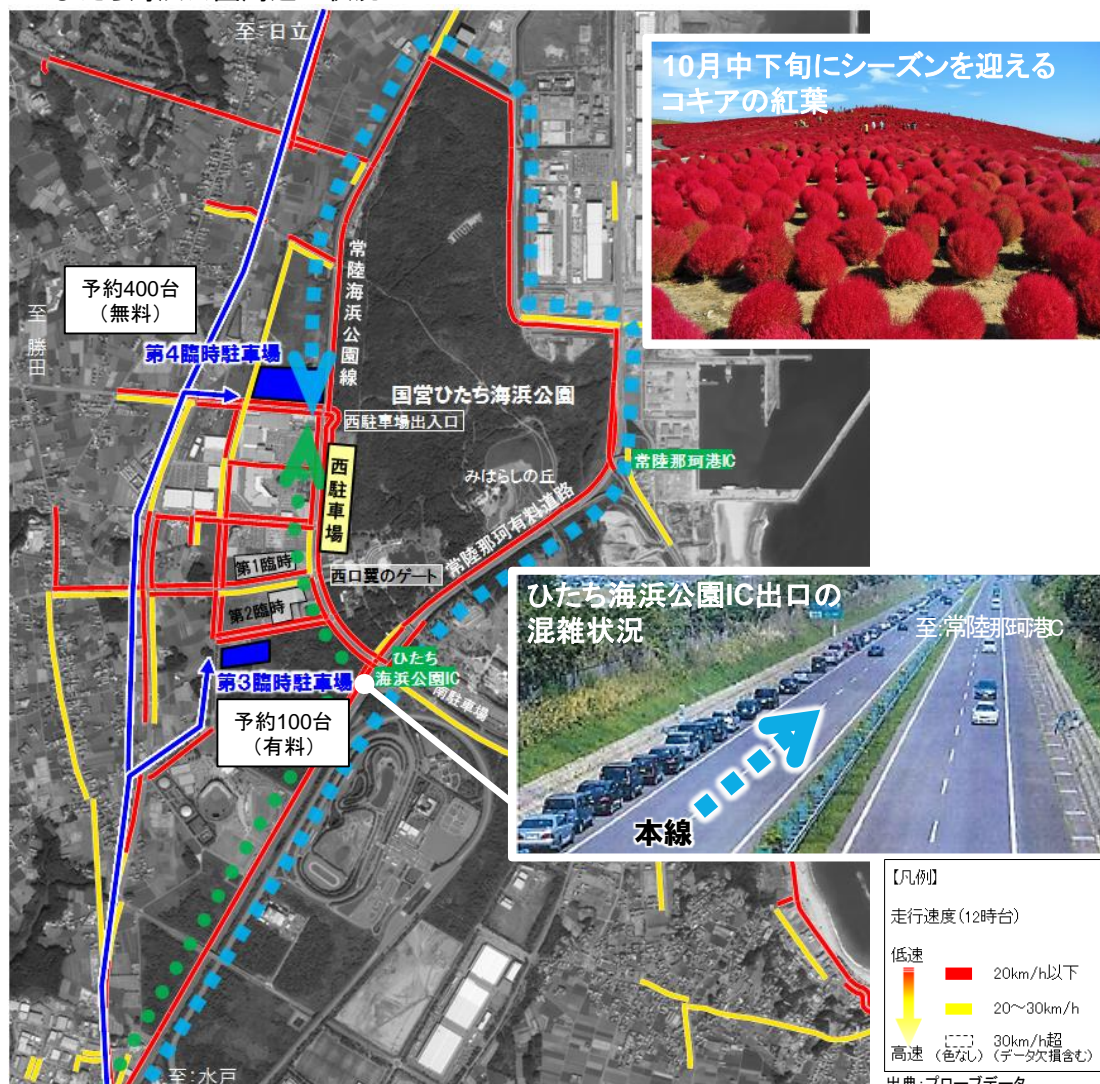 至:日立
10月中下旬にシーズンを迎える
コキアの紅葉
予約400台
（無料）
至 勝田
第４臨時駐車場
常陸海浜公園線
国営ひたち海浜公園
西駐車場出入口
西駐車場
みはらしの丘
常陸那珂港IC
常陸那珂有料道路
第1臨時
西口翼のゲート
第2臨時
第３臨時駐車場
ひたち
海浜公園IC
南駐車場
予約100台
（有料）
ひたち海浜公園IC出口の
混雑状況
至:常陸那珂港IC
本線
至:水戸
【凡例】
走行速度(12時台)
低速
20km/h以下
20～30km/h
30km/h超
高速 (色なし) (データ欠損含む)
出典:プローブデータ